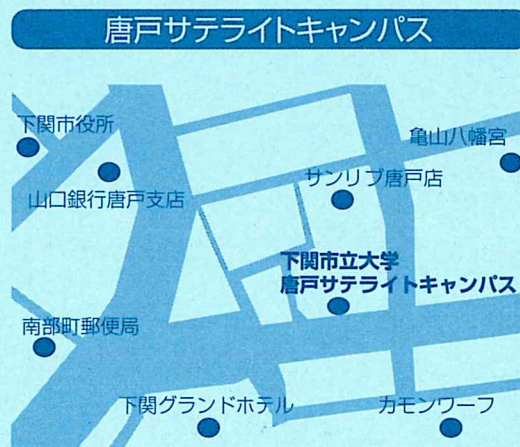 唐戸サテライトキャンパス
下関市役所
亀山八幡宮
山口銀行唐戸支店
サンリブ唐戸店
下関市立大学
唐戸サテライトキャンパス
南部町郵便局
下関グランドホテル
カモンワーフ